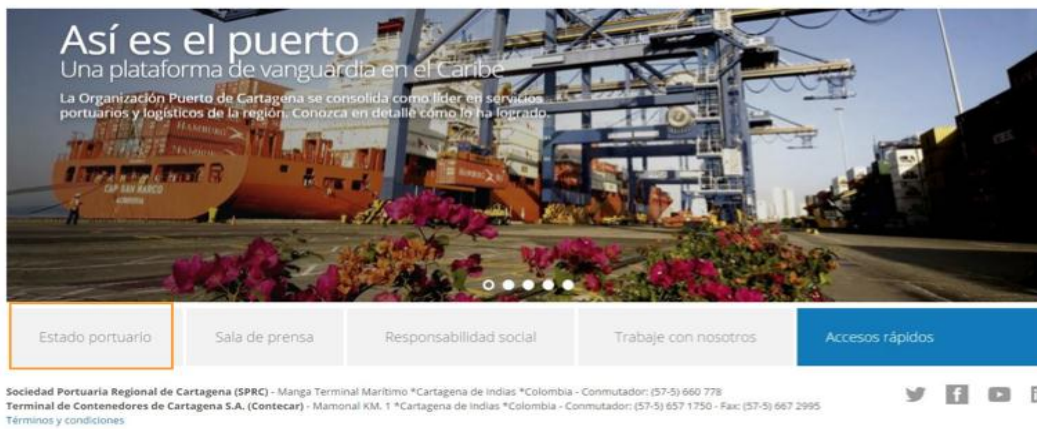 Así es el puerto
Una plataforma de vanguardia en el Caribe
La Organización Puerto de Cartagena se consolida como líder en servicios
portuarios y logísticos de la región. Conozca en detalle cómo lo ha logrado.
HAMBURG
CAP SAN MARCO
Estado portuario
Sala de prensa
Responsabilidad social
Trabaje con nosotros
Accesos rápidos
Sociedad Portuaria Regional de Cartagena (SPRC) - Manga Terminal Marítimo *Cartagena de Indias *Colombia - Conmutador: (57-5) 660 778
Terminal de Contenedores de Cartagena S.A. (Contecar) - Mamonal KM. 1 *Cartagena de Indias *Colombia - Conmutador: (57-5) 657 1750 - Fax: (57-5) 667 2995
Términos y condiciones